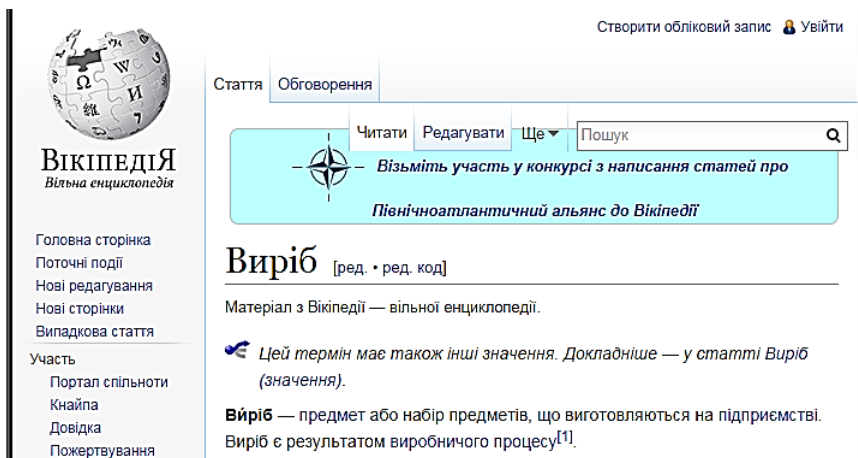 Створити обліковий запис Увійти
Стаття Обговорення
Читати Редагувати Ще Пошук
ВікіпедіЯ
Вільна енциклопедія
Візьміть участь у конкурсі з написання статей про
Північноатлантичний альянс до Вікіпедії
Головна сторінка
Поточні події
Нові редагування
Нові сторінки
Випадкова стаття
Участь
Портал спільноти
Кнайпа
Довідка
Пожертвування
Виріб [ред. • ред. код]
Матеріал з Вікіпедії — вільної енциклопедії.
Цей термін має також інші значення. Докладніше — у статті Виріб
(значення).
Ви́ріб — предмет або набір предметів, що виготовляються на підприємстві.
Виріб є результатом виробничого процесу[1].